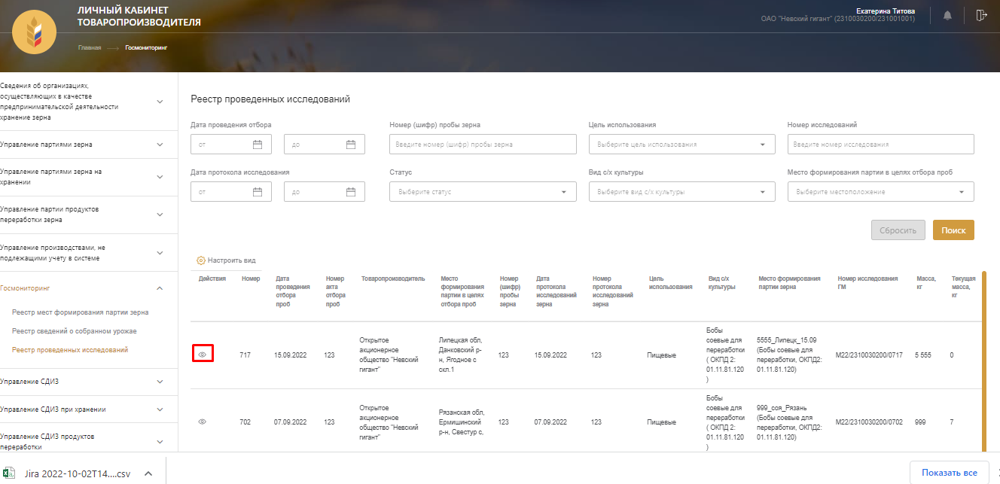 ЛИЧНЫЙ КАБИНЕТ
ТОВАРОПРОИЗВОДИТЕЛЯ
Екатерина Титова
ОАО "Невский гигант" (2310030200/231001001)
Главная
Госмониторинг
Сведения об организациях,
осуществляющих в качестве
предпринимательской деятельности
хранение зерна
Управление партиями зерна
Управление партиями зерна на
хранении
Управление партии продуктов
переработки зерна
Управление производствами, не
подлежащими учету в системе
Госмониторинг
Реестр мест формирования партии зерна
Реестр сведений о собранном урожае
Реестр проведенных исследований
Управление СДИЗ
Управление СДИЗ при хранении
Управление СДИЗ продуктов
переработки
Реестр проведенных исследований
Дата проведения отбора
Номер (шифр) пробы зерна
Цель использования
Номер исследований
от
до
Введите номер (шифр) пробы зерна
Выберите цель использования
Введите номер исследования
Дата протокола исследования
Статус
Вид с/х культуры
Место формирования партии в целях отбора проб
от
до
Выберите статус
Выберите вид с/х культуры
Выберите местоположение
Сбросить
Поиск
Настроить вид
Действия
Номер
Дата
проведения
отбора
проб
Номер
акта
отбора
проб
Товаропроизводитель
Место
формирования
партии в целях
отбора проб
Номер
(шифр)
пробы
зерна
Дата
протокола
исследований
зерна
Номер
протокола
исследований
зерна
Цель
использования
Вид с/х
культуры
Место формирования
партии зерна
Номер исследования
ГМ
Масса,
кг
Текущая
масса,
кг
717
15.09.2022
123
Открытое
акционерное
общество "Невский
гигант"
Липецкая обл,
Данковский р-
н, Ягодное с
скл.1
123
15.09.2022
123
Пищевые
Бобы
соевые для
переработки
( ОКПД 2:
01.11.81.120
)
5555_Липецк_15.09
(Бобы соевые для
переработки, ОКПД2:
01.11.81.120)
М22/2310030200/0717
5 555
0
702
07.09.2022
123
Открытое
акционерное
общество "Невский
гигант"
Рязанская обл,
Ермишинский
р-н, Свестур с,
123
07.09.2022
123
Пищевые
Бобы
соевые для
переработки
( ОКПД 2:
01.11.81.120
)
999_соя_Рязань
(Бобы соевые для
переработки, ОКПД2:
01.11.81.120)
М22/2310030200/0702
999
7
Jira 2022-10-02T14....csv
Показать все